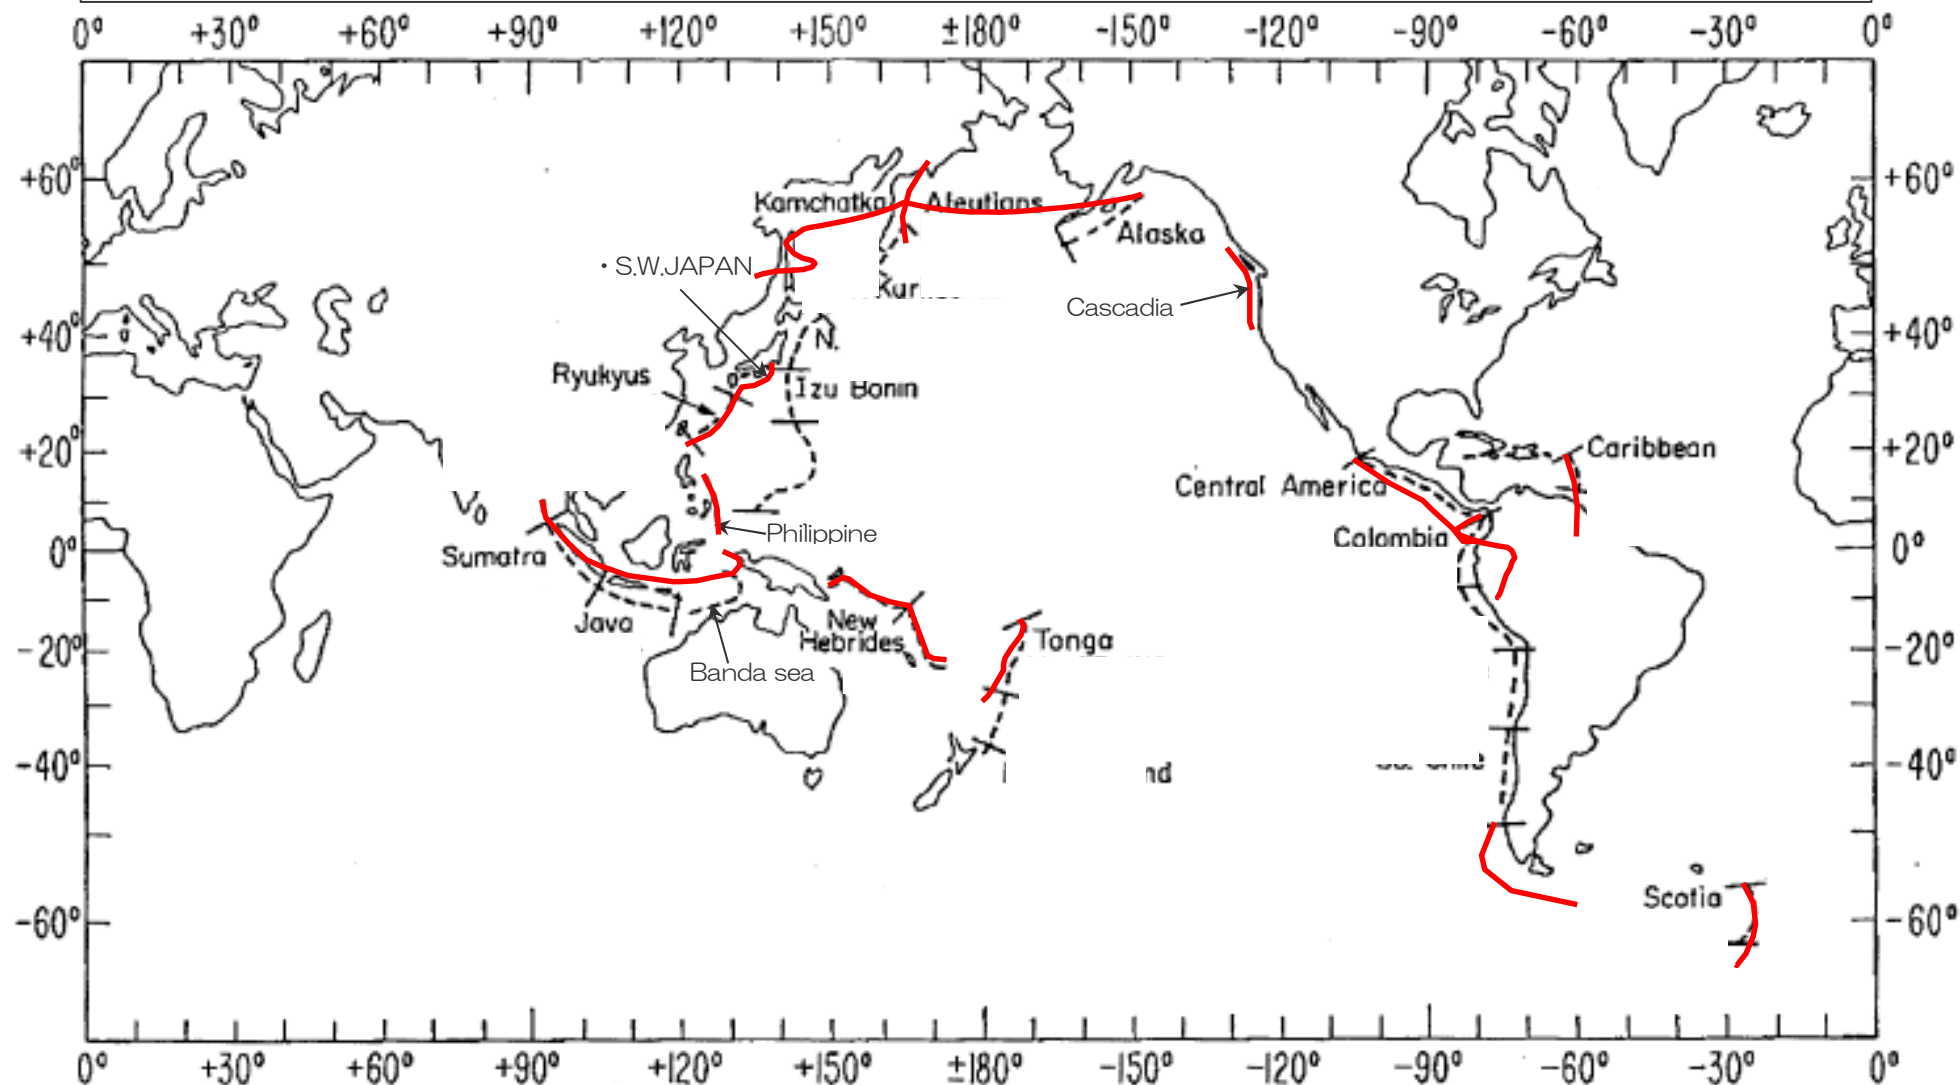 0° +30° +60° +90° +120° +150° ±180° -150° -120° -90° -60° -30° 0°
+60° +60°
Kamchatka Aleutians
Alaska
• S.W.JAPAN
Kur
Cascadia
+40° +40°
N.
Ryukyus
Izu Bonin
+20° +20°
Caribbean
Central America
Philippine
Colombia
0° 0°
Sumatra
Java
New
Hebrides
Tonga
-20° -20°
Banda sea
-40° -40°
nd
Scotia
-60° -60°
0° +30° +60° +90° +120° +150° ±180° -150° -120° -90° -60° -30° 0°